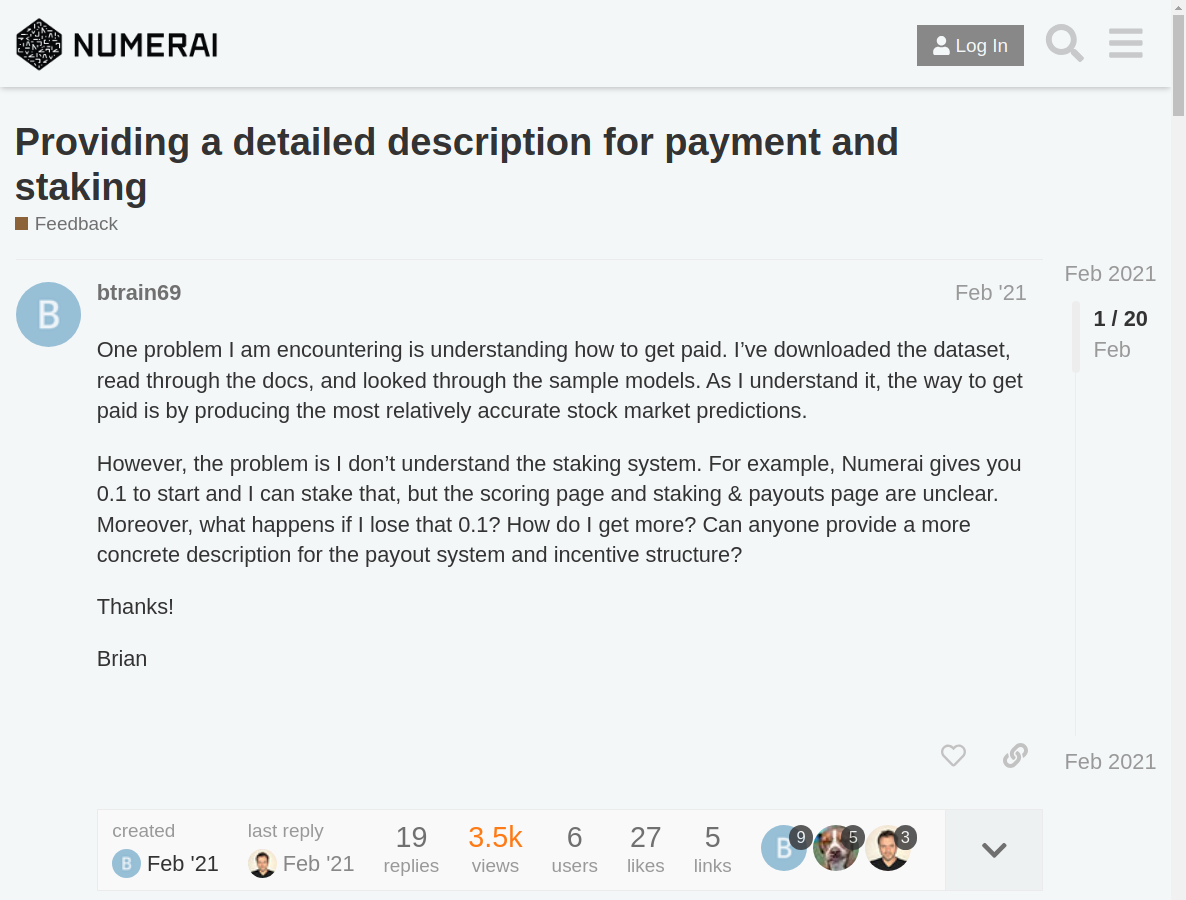 NUMERAI
Log In
Providing a detailed description for payment and
staking
Feedback
Feb 2021
B
btrain69
Feb '21
1 / 20
Feb
One problem I am encountering is understanding how to get paid. I’ve downloaded the dataset,
read through the docs, and looked through the sample models. As I understand it, the way to get
paid is by producing the most relatively accurate stock market predictions.
However, the problem is I don’t understand the staking system. For example, Numerai gives you
0.1 to start and I can stake that, but the scoring page and staking & payouts page are unclear.
Moreover, what happens if I lose that 0.1? How do I get more? Can anyone provide a more
concrete description for the payout system and incentive structure?
Thanks!
Brian
Feb 2021
created
B Feb '21
last reply
Feb '21
19
replies
3.5k
views
6
users
27
likes
5
links
B 9
5
3